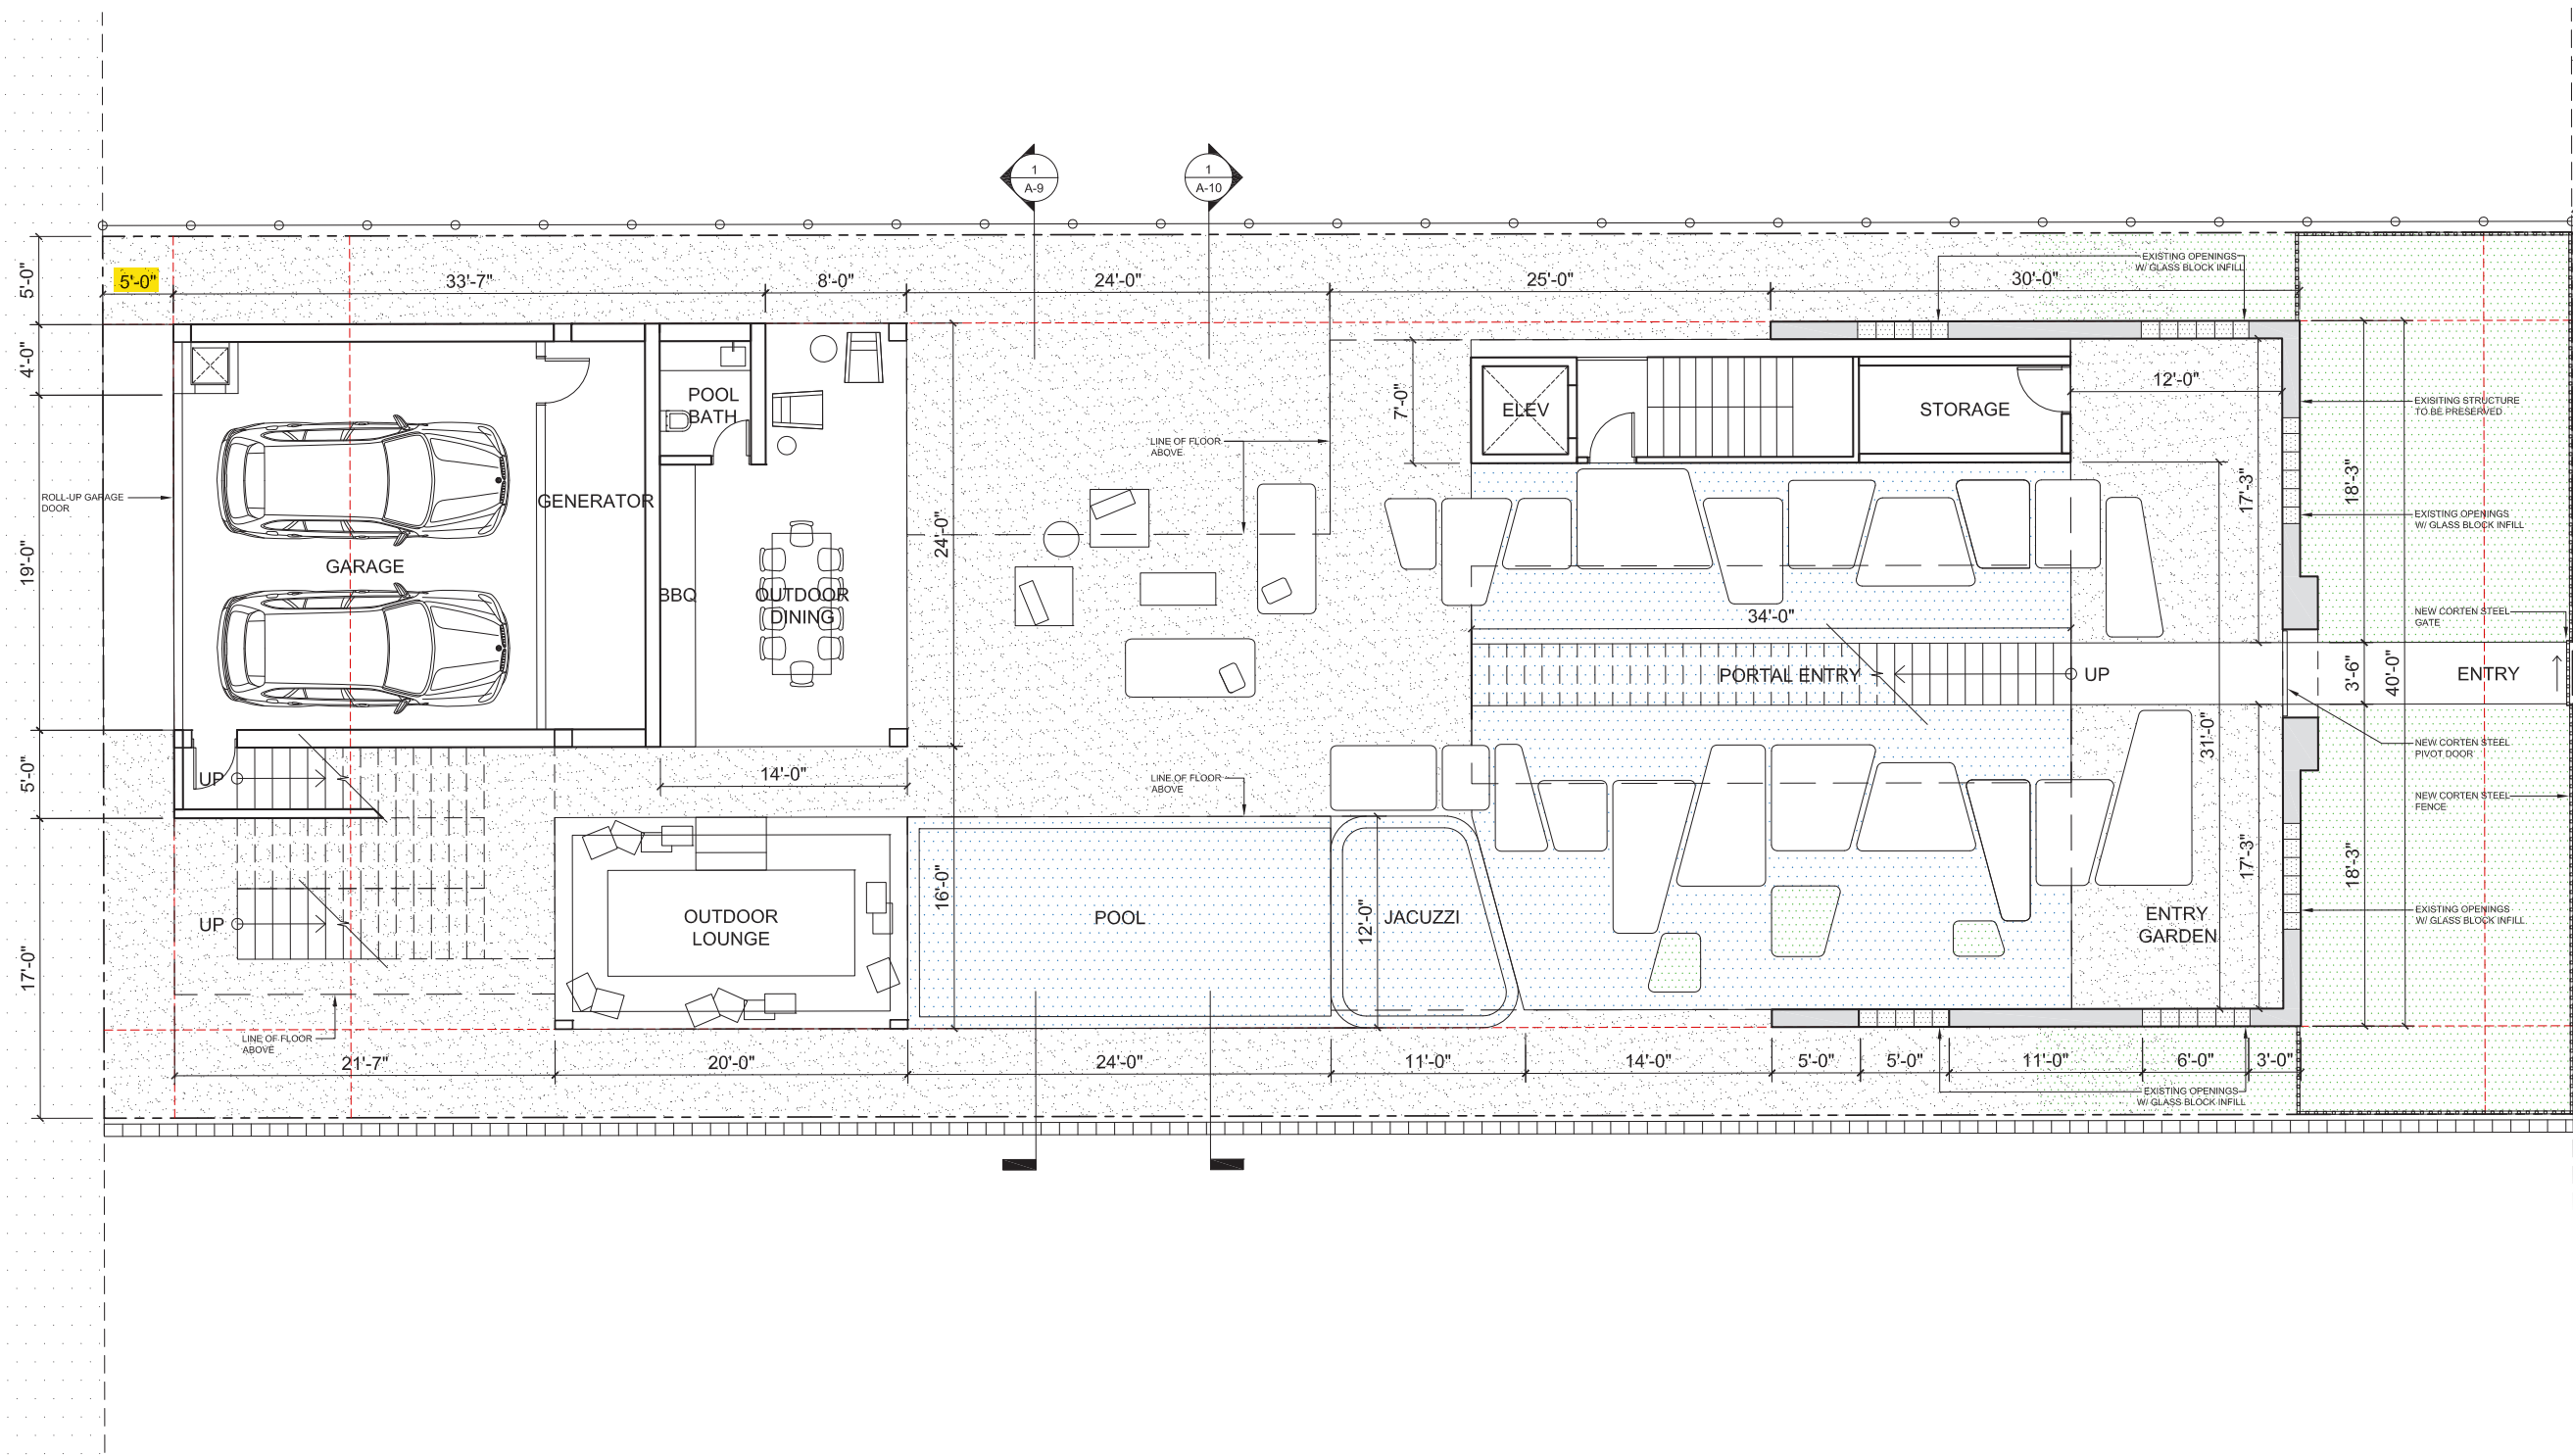 1
A-9
1
A-10
5'-0"
5'-0"
33'-7"
8'-0"
24'-0"
25'-0"
30'-0"
EXISTING OPENINGS
W/ GLASS BLOCK INFILL
4'-0"
POOL
BATH
7'-0"
ELEV
STORAGE
12'-0"
EXISITING STRUCTURE
TO BE PRESERVED
LINE OF FLOOR
ABOVE
ROLL-UP GARAGE
DOOR
GENERATOR
17'-3"
18'-3"
EXISTING OPENINGS
W/ GLASS BLOCK INFILL
24'-0"
19'-0"
GARAGE
BBQ
OUTDOOR
DINING
34'-0"
NEW CORTEN STEEL
GATE
PORTAL ENTRY
UP
3'-6"
40'-0"
ENTRY
31'-0"
NEW CORTEN STEEL
PIVOT DOOR
5'-0"
UP
14'-0"
LINE OF FLOOR
ABOVE
NEW CORTEN STEEL
FENCE
16'-0"
17'-3"
18'-3"
UP
OUTDOOR
LOUNGE
POOL
12'-0"
JACUZZI
ENTRY
GARDEN
EXISTING OPENINGS
W/ GLASS BLOCK INFILL
17'-0"
LINE OF FLOOR
ABOVE
21'-7"
20'-0"
24'-0"
11'-0"
14'-0"
5'-0"
5'-0"
11'-0"
6'-0"
3'-0"
EXISTING OPENINGS
W/ GLASS BLOCK INFILL